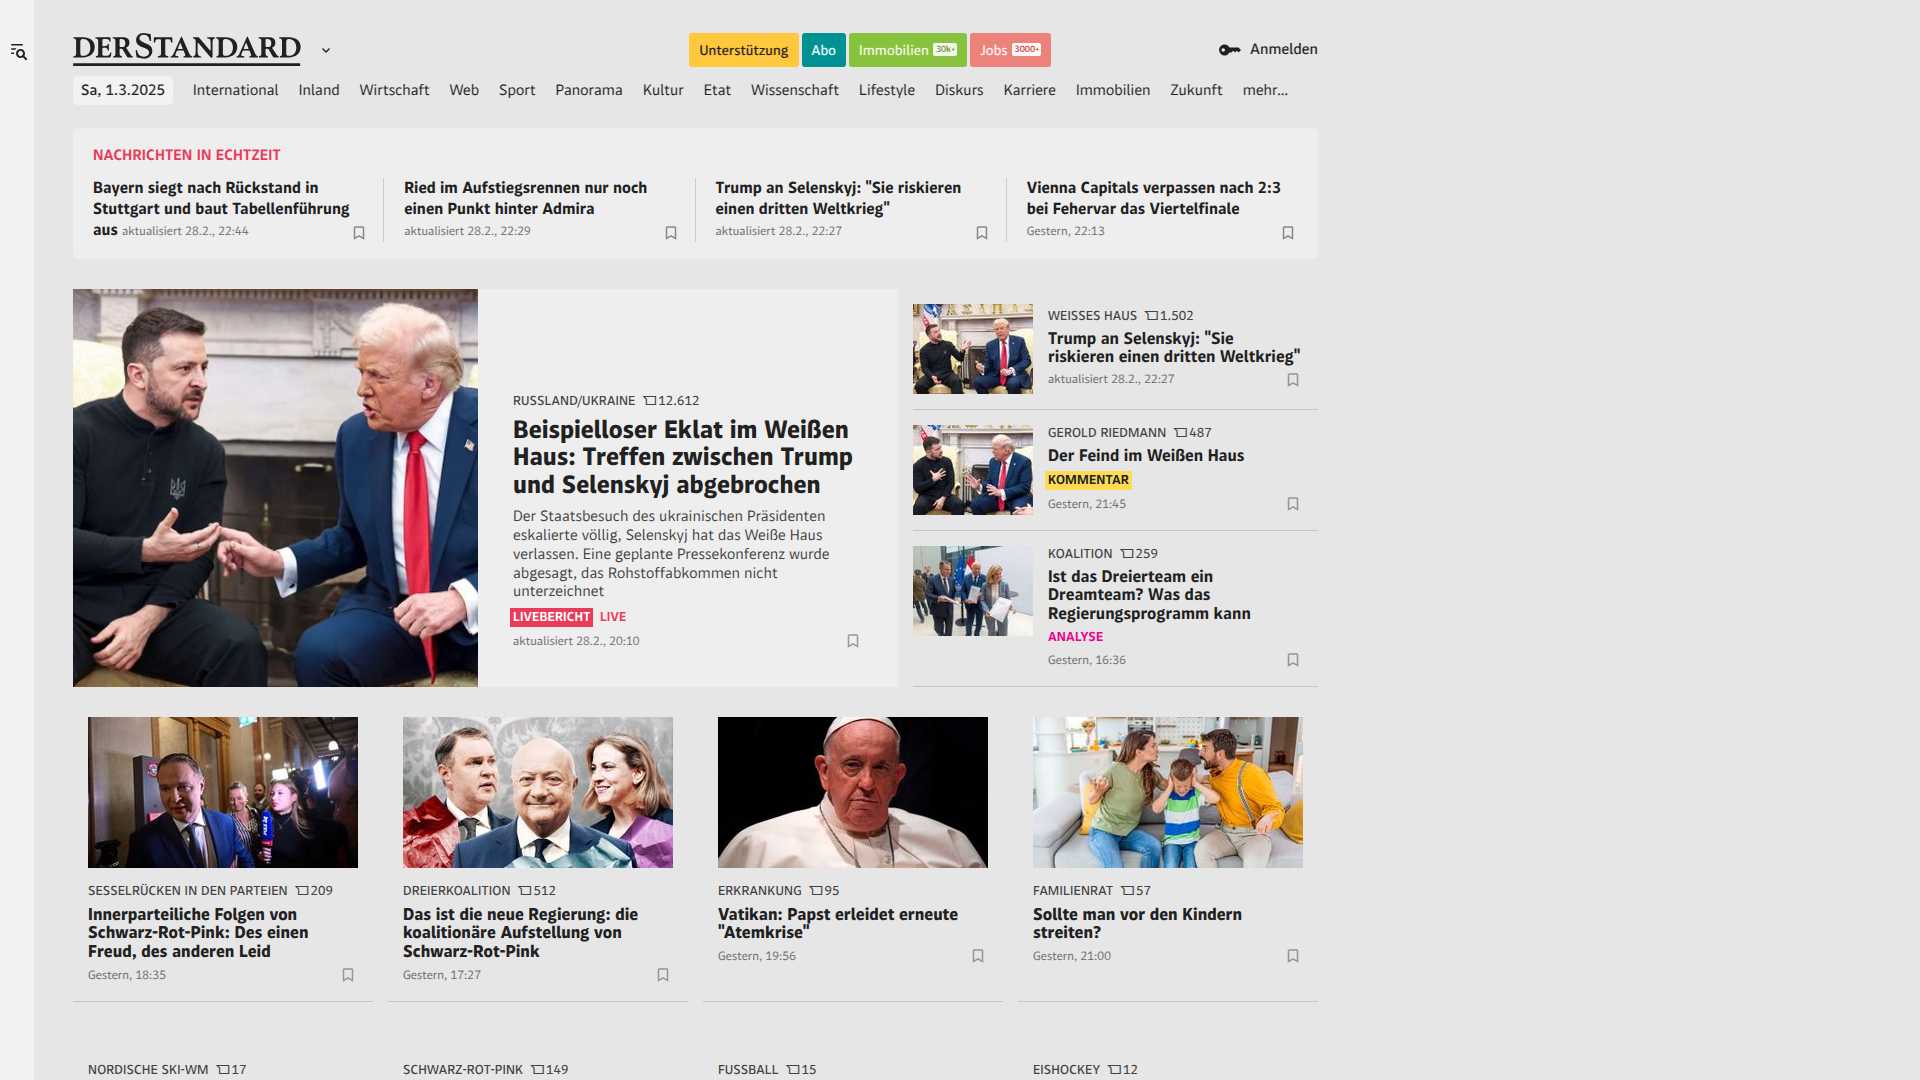 DERSTANDARD
Unterstützung
Abo
Immobilien 30k+
Jobs 3000+
Anmelden
Sa, 1.3.2025
International
Inland
Wirtschaft
Web
Sport
Panorama
Kultur
Etat
Wissenschaft
Lifestyle
Diskurs
Karriere
Immobilien
Zukunft
mehr...
NACHRICHTEN IN ECHTZEIT
Bayern siegt nach Rückstand in
Stuttgart und baut Tabellenführung
aus aktualisiert 28.2., 22:44
Ried im Aufstiegsrennen nur noch
einen Punkt hinter Admira
aktualisiert 28.2., 22:29
Trump an Selenskyj: "Sie riskieren
einen dritten Weltkrieg"
aktualisiert 28.2., 22:27
Vienna Capitals verpassen nach 2:3
bei Fehervar das Viertelfinale
Gestern, 22:13
RUSSLAND/UKRAINE 12.612
Beispielloser Eklat im Weißen
Haus: Treffen zwischen Trump
und Selenskyj abgebrochen
Der Staatsbesuch des ukrainischen Präsidenten
eskalierte völlig, Selenskyj hat das Weiße Haus
verlassen. Eine geplante Pressekonferenz wurde
abgesagt, das Rohstoffabkommen nicht
unterzeichnet
LIVEBERICHT LIVE
aktualisiert 28.2., 20:10
WEISSES HAUS 1.502
Trump an Selenskyj: "Sie
riskieren einen dritten Weltkrieg"
aktualisiert 28.2., 22:27
GEROLD RIEDMANN 487
Der Feind im Weißen Haus
KOMMENTAR
Gestern, 21:45
KOALITION 259
Ist das Dreierteam ein
Dreamteam? Was das
Regierungsprogramm kann
ANALYSE
Gestern, 16:36
SESSELRÜCKEN IN DEN PARTEIEN 209
Innerparteiliche Folgen von
Schwarz-Rot-Pink: Des einen
Freud, des anderen Leid
Gestern, 18:35
DREIERKOALITION 512
Das ist die neue Regierung: die
koalitionäre Aufstellung von
Schwarz-Rot-Pink
Gestern, 17:27
ERKRANKUNG 95
Vatikan: Papst erleidet erneute
"Atemkrise"
Gestern, 19:56
FAMILIENRAT 57
Sollte man vor den Kindern
streiten?
Gestern, 21:00
NORDISCHE SKI-WM 17
SCHWARZ-ROT-PINK 149
FUSSBALL 15
EISHOCKEY 12